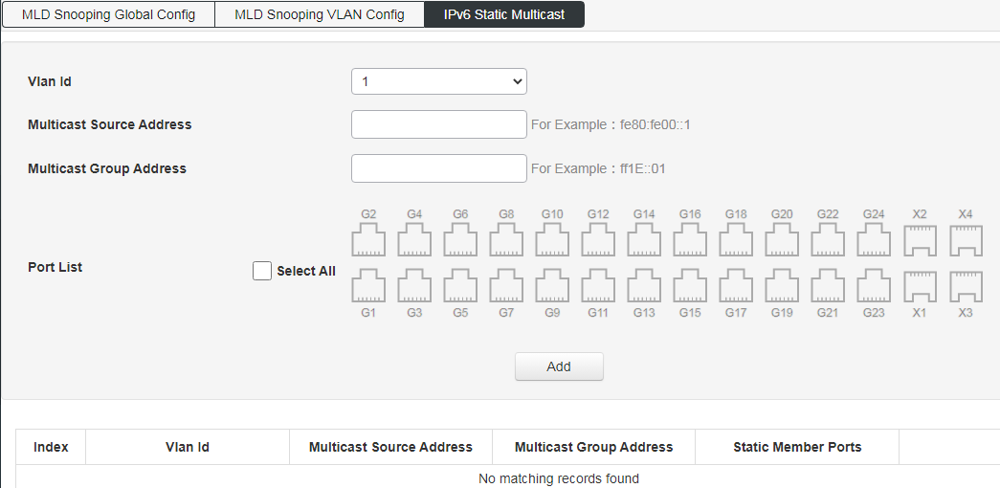 MLD Snooping Global Config MLD Snooping VLAN Config IPv6 Static Multicast
Vlan Id 1
Multicast Source Address For Example : fe80:fe00::1
Multicast Group Address For Example : ff1E::01
G2 G4 G6 G8 G10 G12 G14 G16 G18 G20 G22 G24 X2 X4
Port List Select All
G1 G3 G5 G7 G9 G11 G13 G15 G17 G19 G21 G23 X1 X3
Add
Index Vlan Id Multicast Source Address Multicast Group Address Static Member Ports
No matching records found